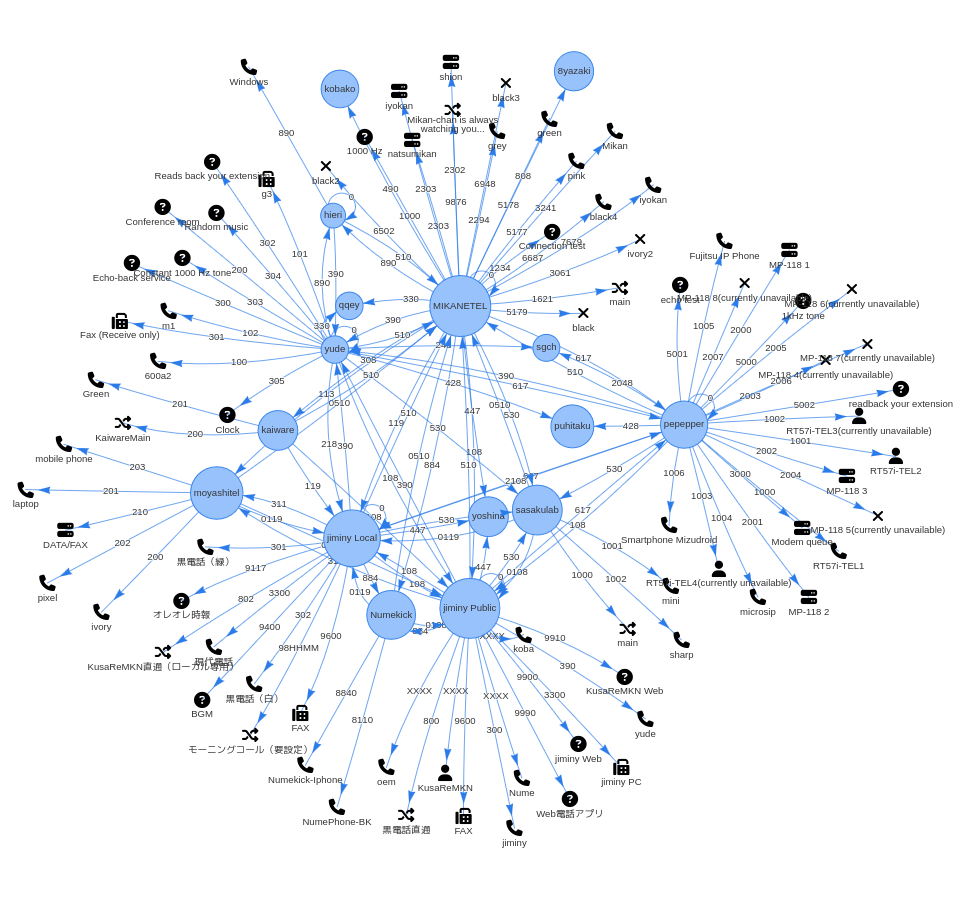 shion
8yazaki
Windows
kobako
iyokan
black3
Mikan-chan is always
watching you...
green
890
1000 Hz
grey
Mikan
natsumikan
2302
808
pink
Reads back your extension
black2
6948
g3
490
2303
iyokan
0
1000
9876
5178
3241
Conference room
Random music
hien
2303
2294
black4
6502
5177
Connection test
7679
ivory2
Fujitsu IP Phone
302
101
510
6687
MP-118 1
Constant 1000 Hz tone
200
890
1234
3061
Echo-back service
304
390
0
890
echo test
MP-118 8(currently unavailable)
MP-118 6(currently unavailable)
300
303
330
1621
main
qqey
MIKANETEL
5179
1kHz tone
m1
390
1005
2000
Fax (Receive only)
330
0
black
301
102
510
2005
yude
sgch
5001
2007
MP-118 7(currently unavailable)
600a2
100
308
617
5000
MP-118 4(currently unavailable)
305
510
390
510
2006
Green
428
617
2048
2003
113
readback your extension
201
0510
0510
0
5002
Clock
510
447
530
1002
KaiwareMain
200
kaiware
119
530
puhitaku
428
pepepper
RT57i-TEL3(currently unavailable)
1001
218
390
108
2002
mobile phone
0510
RT57i-TEL2
203
884
510
530
1006
3000
2004
moyashitel
119
108
390
2108
MP-118 3
laptop
201
1000
311
1003
210
0
617
0119
yoshina
sasakulab
1004
2001
DATA/FAX
530
108
Smartphone Mizudroid
Modem queue
MP-118 5(currently unavailable)
202
jiminy Local
447
0119
黒電話（緑）
301
1001
RT57i-TEL1
200
530
9117
108
447
0108
1000
RT57i-TEL4(currently unavailable)
pixel
884
108
0
1002
802
3300
0119
mini
microsip
MP-118 2
ivory
オレオレ時報
Numekick
jiminy Public
302
9400
XXXX
koba
main
9600
9910
sharp
98HHMM
現代電話
KusaReMKN直通（ローカル専用）
390
9900
KusaReMKN Web
8840
XXXX
XXXX
XXXX
3300
黒電話（白）
BGM
8110
9990
800
9600
300
FAX
yude
モーニングコール（要設定）
jiminy Web
Numekick-Iphone
oem
KusaReMKN
jiminy PC
Nume
NumePhone-BK
Web電話アプリ
黒電話直通
FAX
jiminy